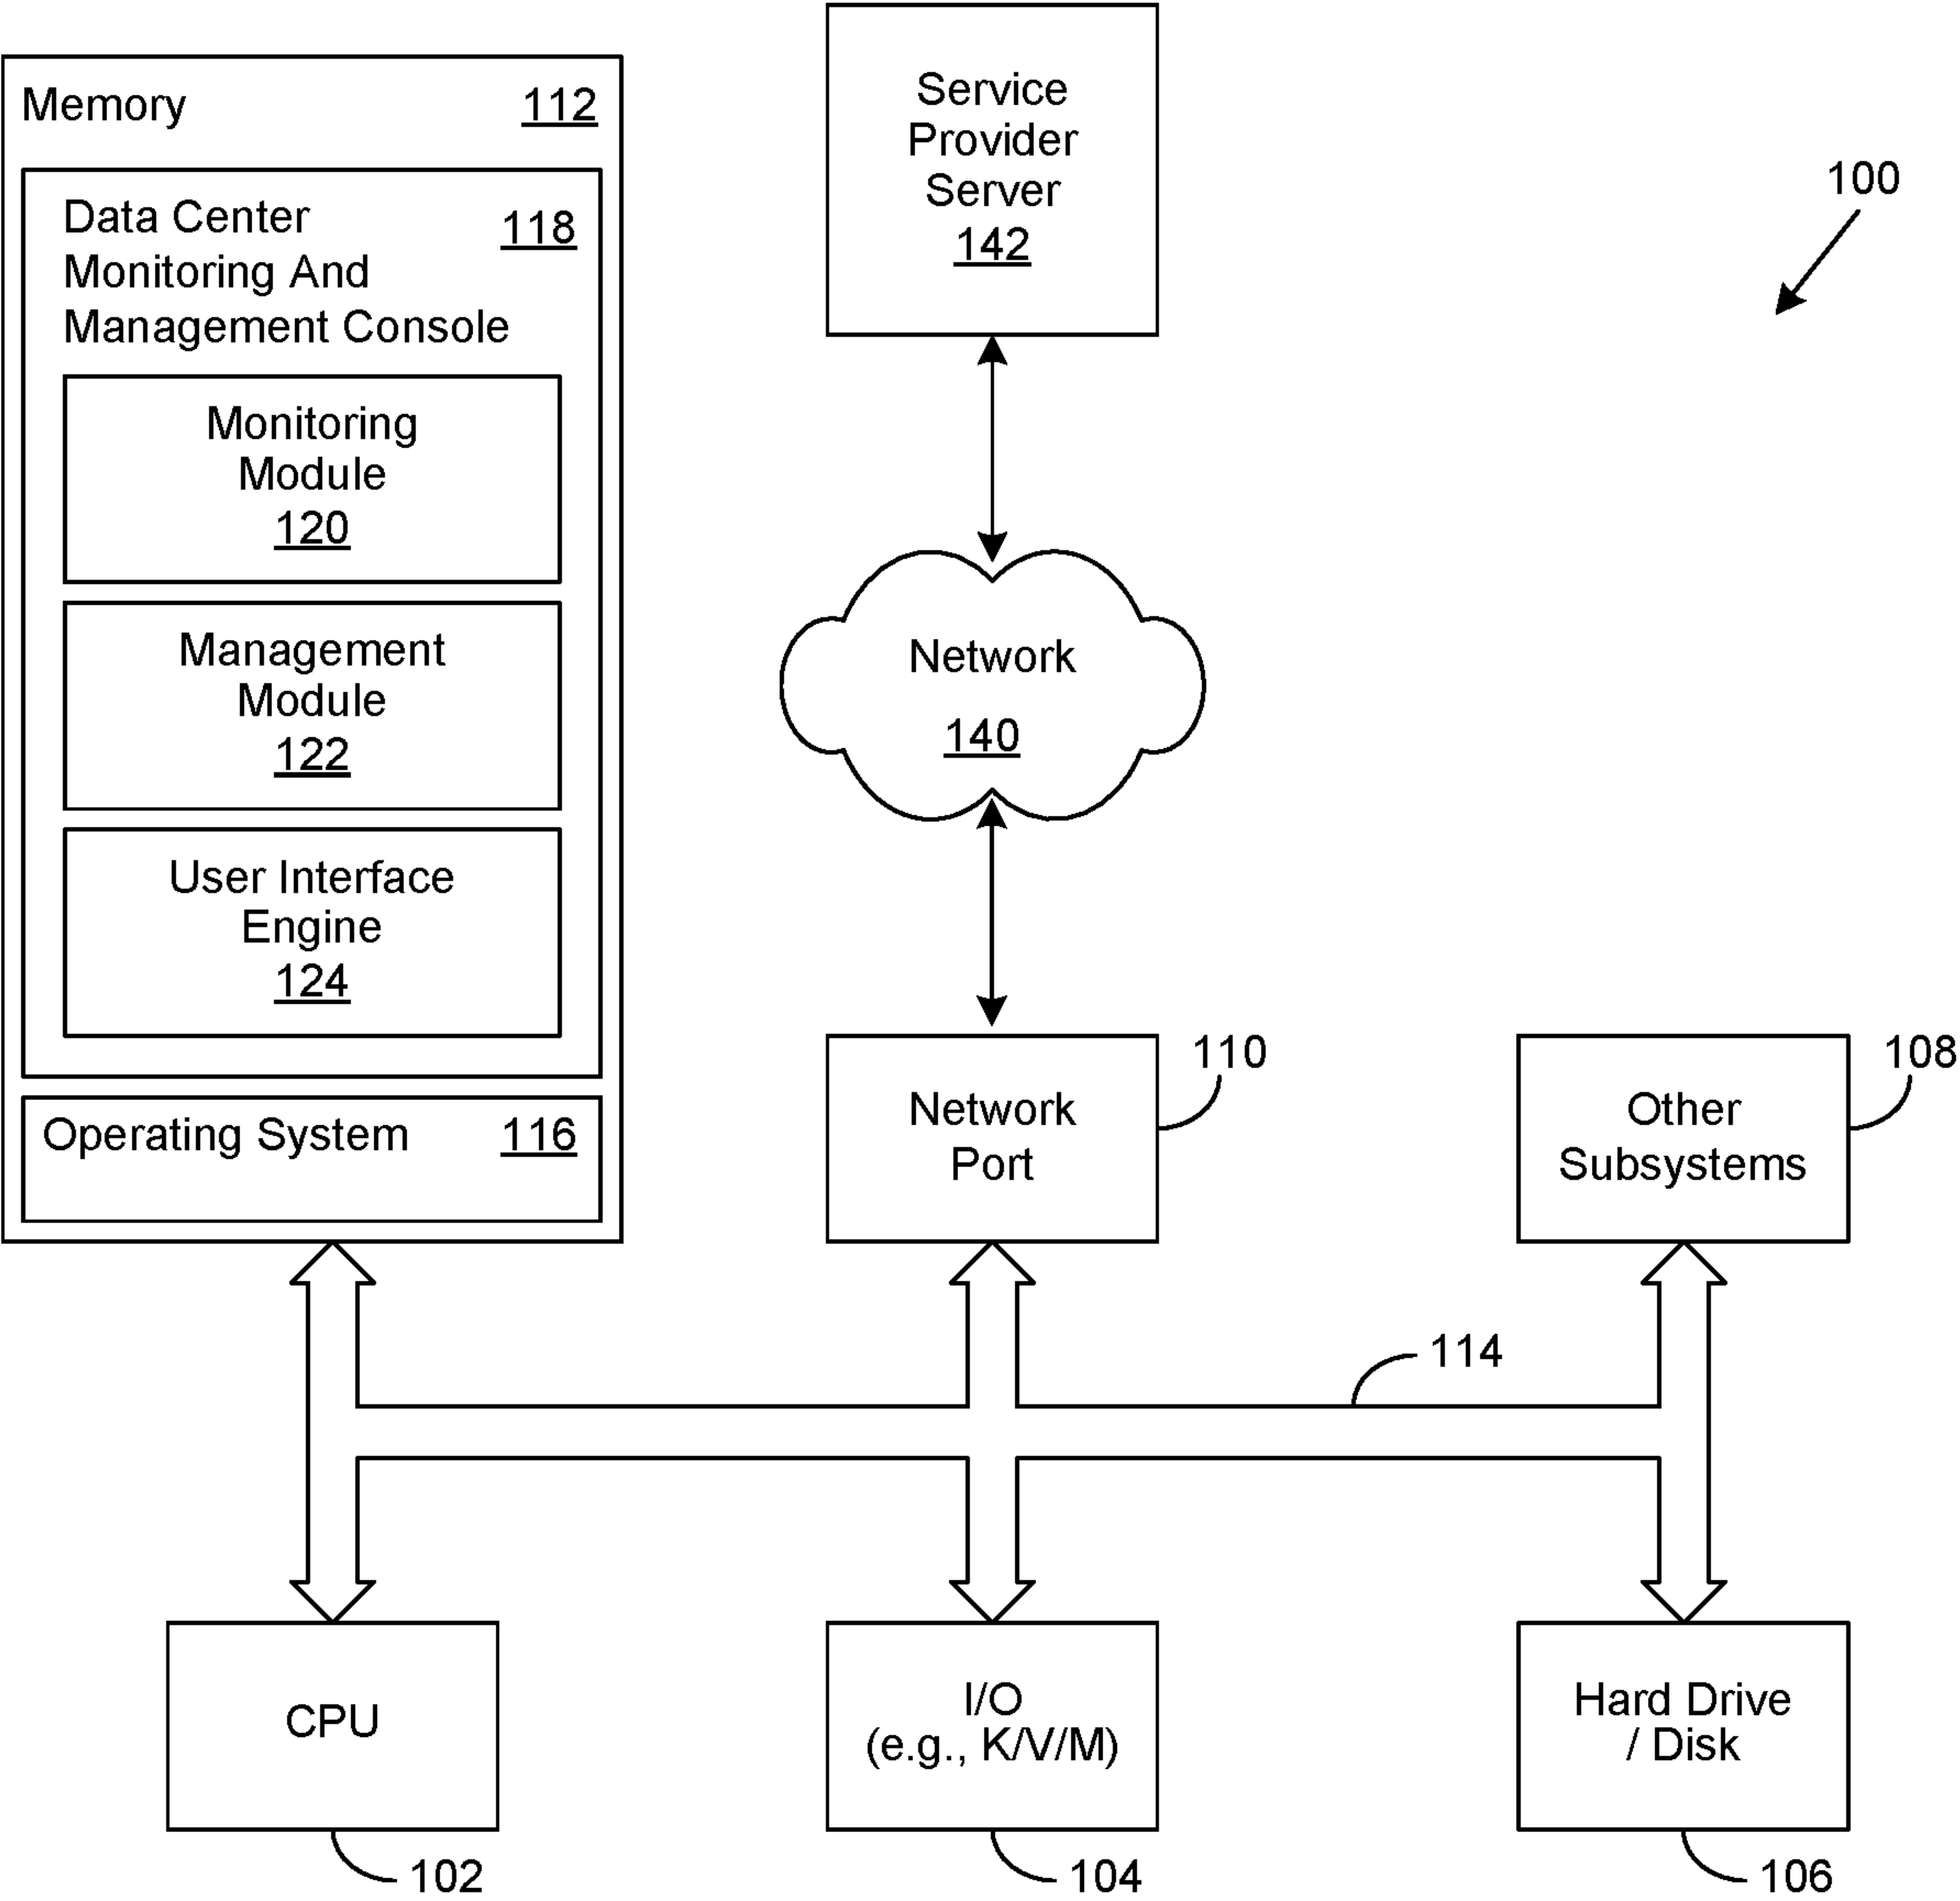 Memory 112
Data Center 118
Monitoring And
Management Console
Monitoring
Module
120
Management
Module
122
User Interface
Engine
124
Operating System 116
Service
Provider
Server
142
100
Network
140
Network
Port
110
Other
Subsystems
108
114
CPU
102
I/O
(e.g., K/V/M)
104
Hard Drive
/ Disk
106